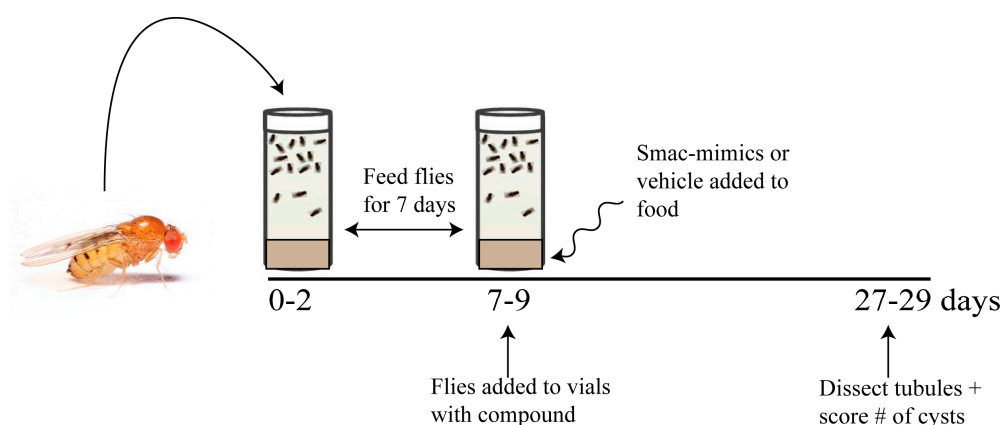 Feed flies
for 7 days
Smac-mimics or
vehicle added to
food
0-2
7-9
27-29 days
Flies added to vials
with compound
Dissect tubules +
score # of cysts